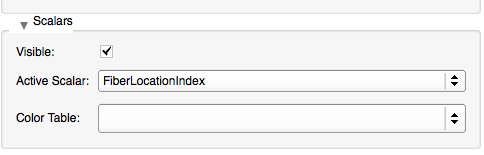 Scalars
Visible:
Active Scalar: FiberLocationIndex
Color Table: